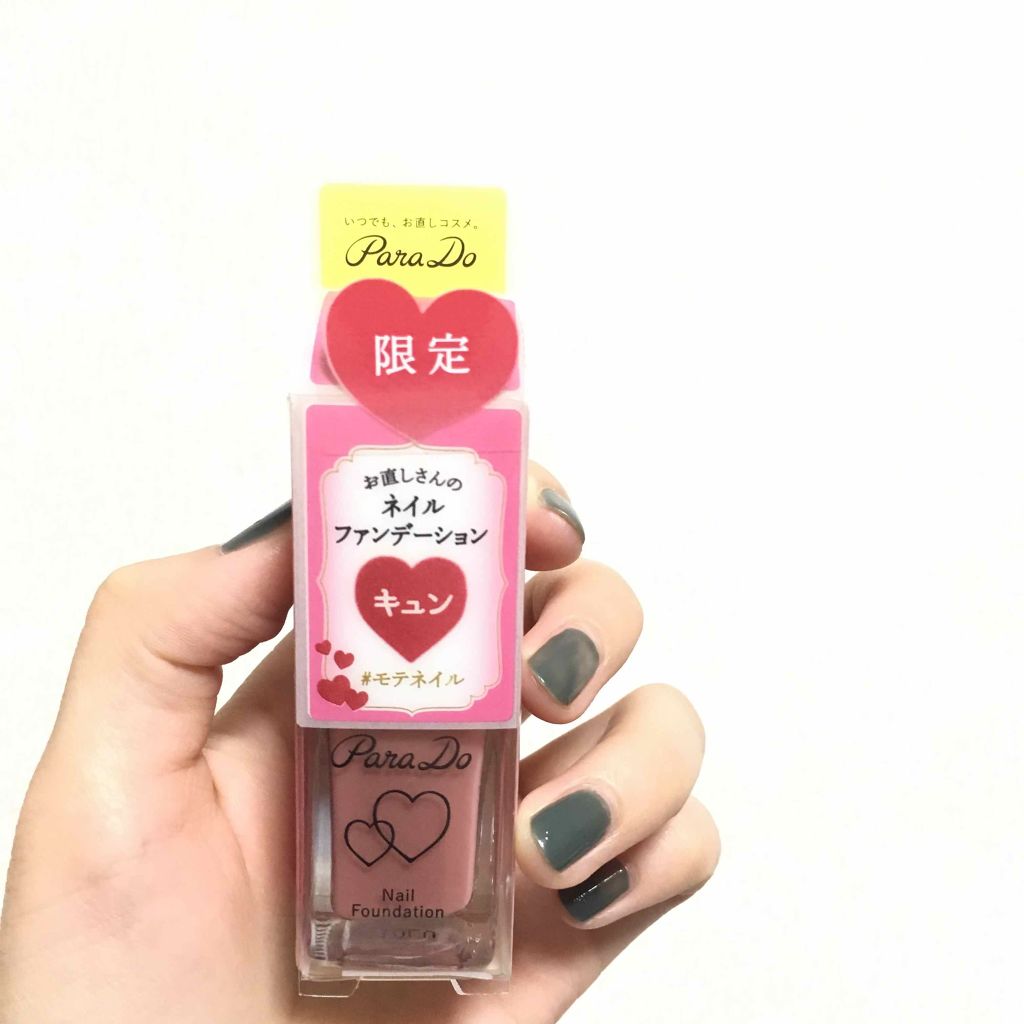 いつでも、お直しコスメ。
ParaDo
限定
お直しさんの
ネイル
ファンデーション
キュン
#モテネイル
ParaDo
Nail
Foundation